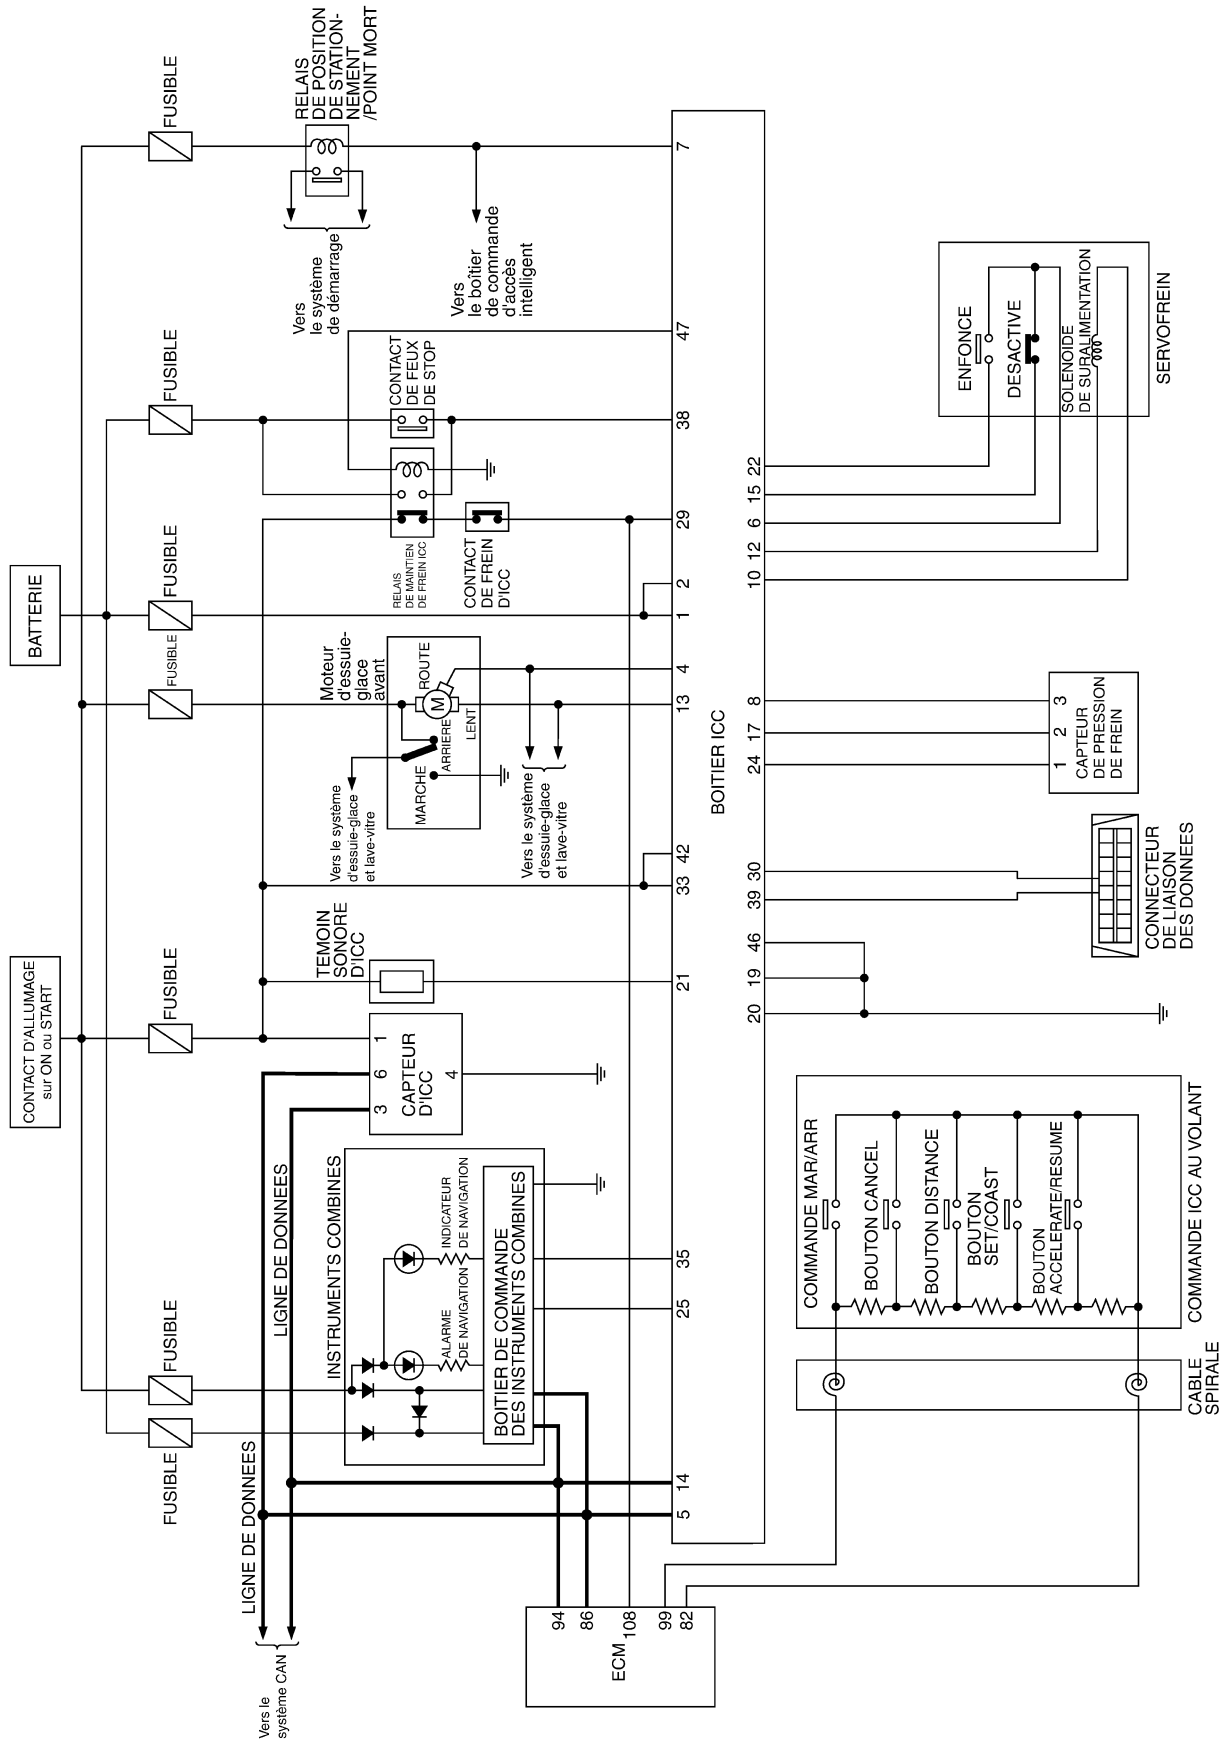 BATTERIE
CONTACT D'ALLUMAGE
sur ON ou START
FUSIBLE
FUSIBLE
FUSIBLE
FUSIBLE
FUSIBLE
FUSIBLE
FUSIBLE
LIGNE DE DONNEES
LIGNE DE DONNEES
Vers le
système CAN
INSTRUMENTS COMBINES
ALARME
DE NAVIGATION
INDICATEUR
DE NAVIGATION
BOITIER DE COMMANDE
DES INSTRUMENTS COMBINES
CAPTEUR
D'ICC
3
6
1
4
TEMOIN
SONORE
D'ICC
Vers le système
d'essuie-glace
et lave-vitre
Moteur
d'essuie-
glace
avant
MARCHE
ARRIERE
M
LENT
ROUTE
Vers le système
d'essuie-glace
et lave-vitre
RELAIS
DE MAINTIEN
DE FREIN ICC
CONTACT
DE FREIN
D'ICC
CONTACT
DE FEUX
DE STOP
Vers
le système
de démarrage
RELAIS
DE POSITION
DE STATION-
NEMENT
/POINT MORT
Vers
le boîtier
de commande
d'accès
intelligent
5
14
25
35
21
33
42
13
4
1
2
29
38
47
7
BOITIER ICC
20
19
46
39
30
24
17
8
10
12
6
15
22
ECM
94
86
108
99
82
CABLE
SPIRALE
COMMANDE MAR/ARR
BOUTON CANCEL
BOUTON DISTANCE
BOUTON
SET/COAST
BOUTON
ACCELERATE/RESUME
COMMANDE ICC AU VOLANT
CONNECTEUR
DE LIAISON
DES DONNEES
1
2
3
CAPTEUR
DE PRESSION
DE FREIN
ENFONCE
DESACTIVE
SOLENOIDE
DE SURALIMENTATION
SERVOFREIN